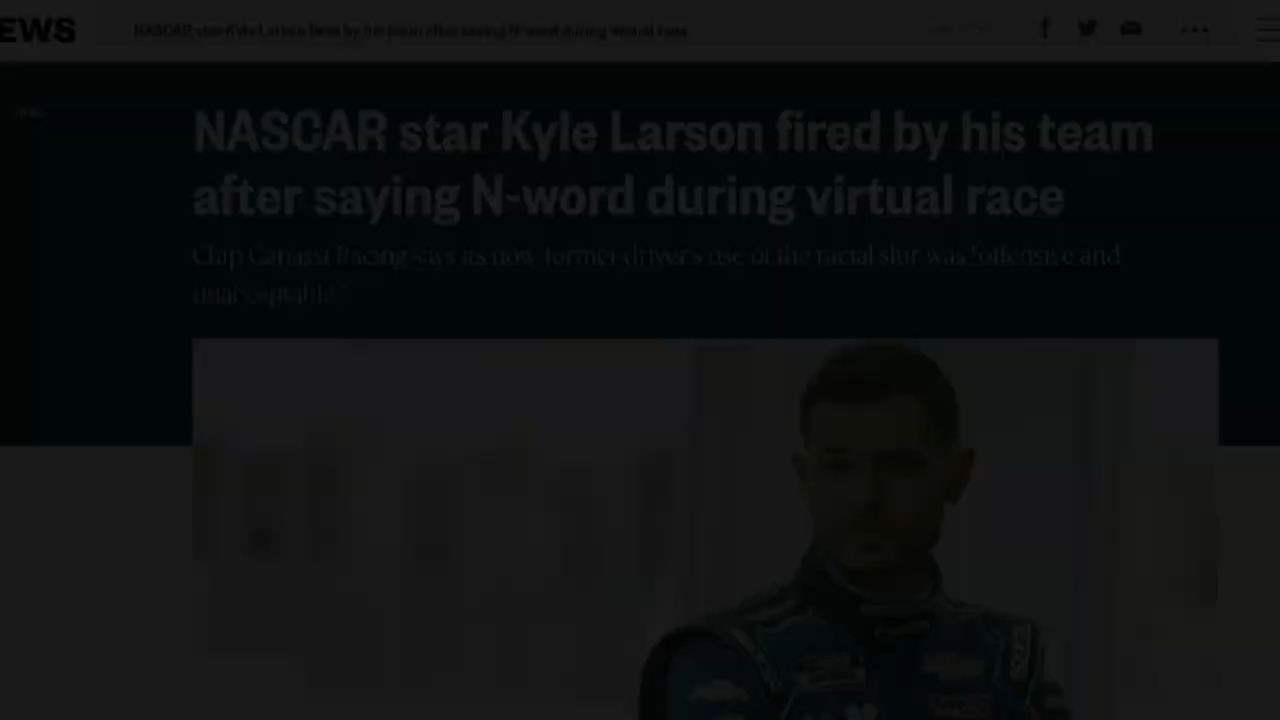 EWS
NASCAR star Kyle Larson fired by his team after saying N-word during virtual race
NASCAR star Kyle Larson fired by his team
after saying N-word during virtual race
Chip Ganassi Racing says its now-former driver's use of the racial slur was "offensive and
unacceptable."